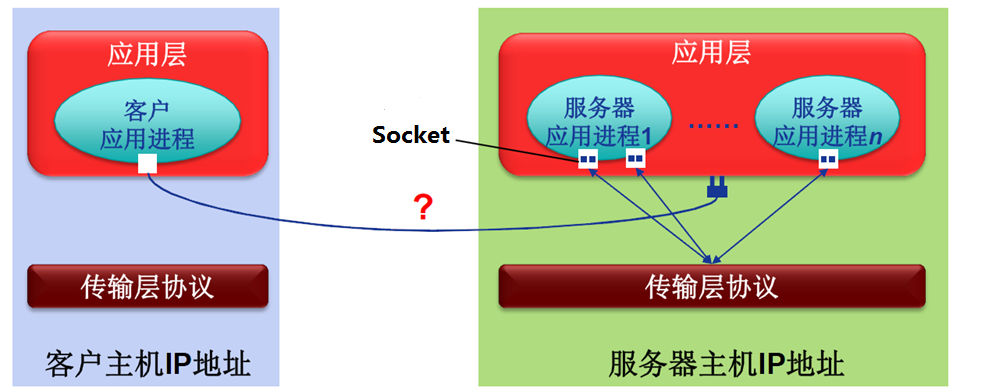 应用层
客户
应用进程
传输层协议
客户主机IP地址
Socket
?
应用层
服务器
应用进程1
……
服务器
应用进程n
传输层协议
服务器主机IP地址